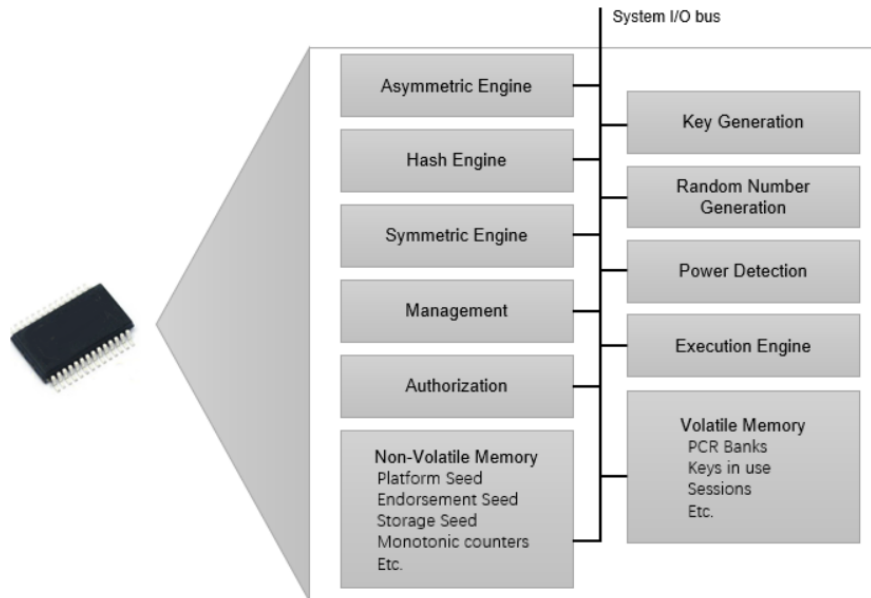 System I/O bus
Asymmetric Engine
Key Generation
Hash Engine
Random Number
Generation
Symmetric Engine
Power Detection
Management
Execution Engine
Authorization
Volatile Memory
PCR Banks
Keys in use
Sessions
Etc.
Non-Volatile Memory
Platform Seed
Endorsement Seed
Storage Seed
Monotonic counters
Etc.